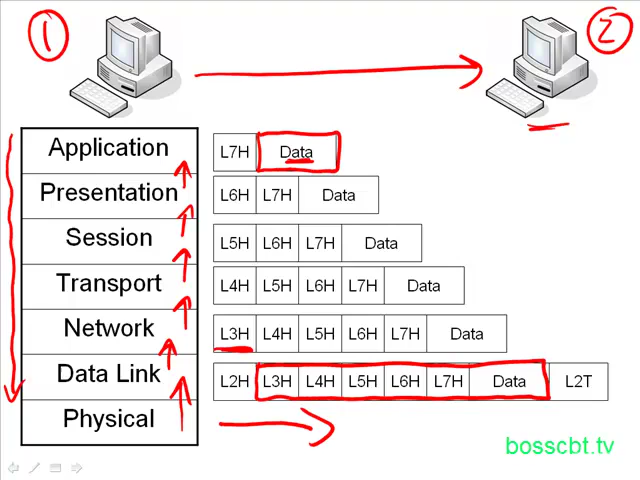 1 2
Application L7H Data
Presentation L6H L7H Data
Session L5H L6H L7H Data
Transport L4H L5H L6H L7H Data
Network L3H L4H L5H L6H L7H Data
Data Link L2H L3H L4H L5H L6H L7H Data L2T
Physical
bosscbt.tv